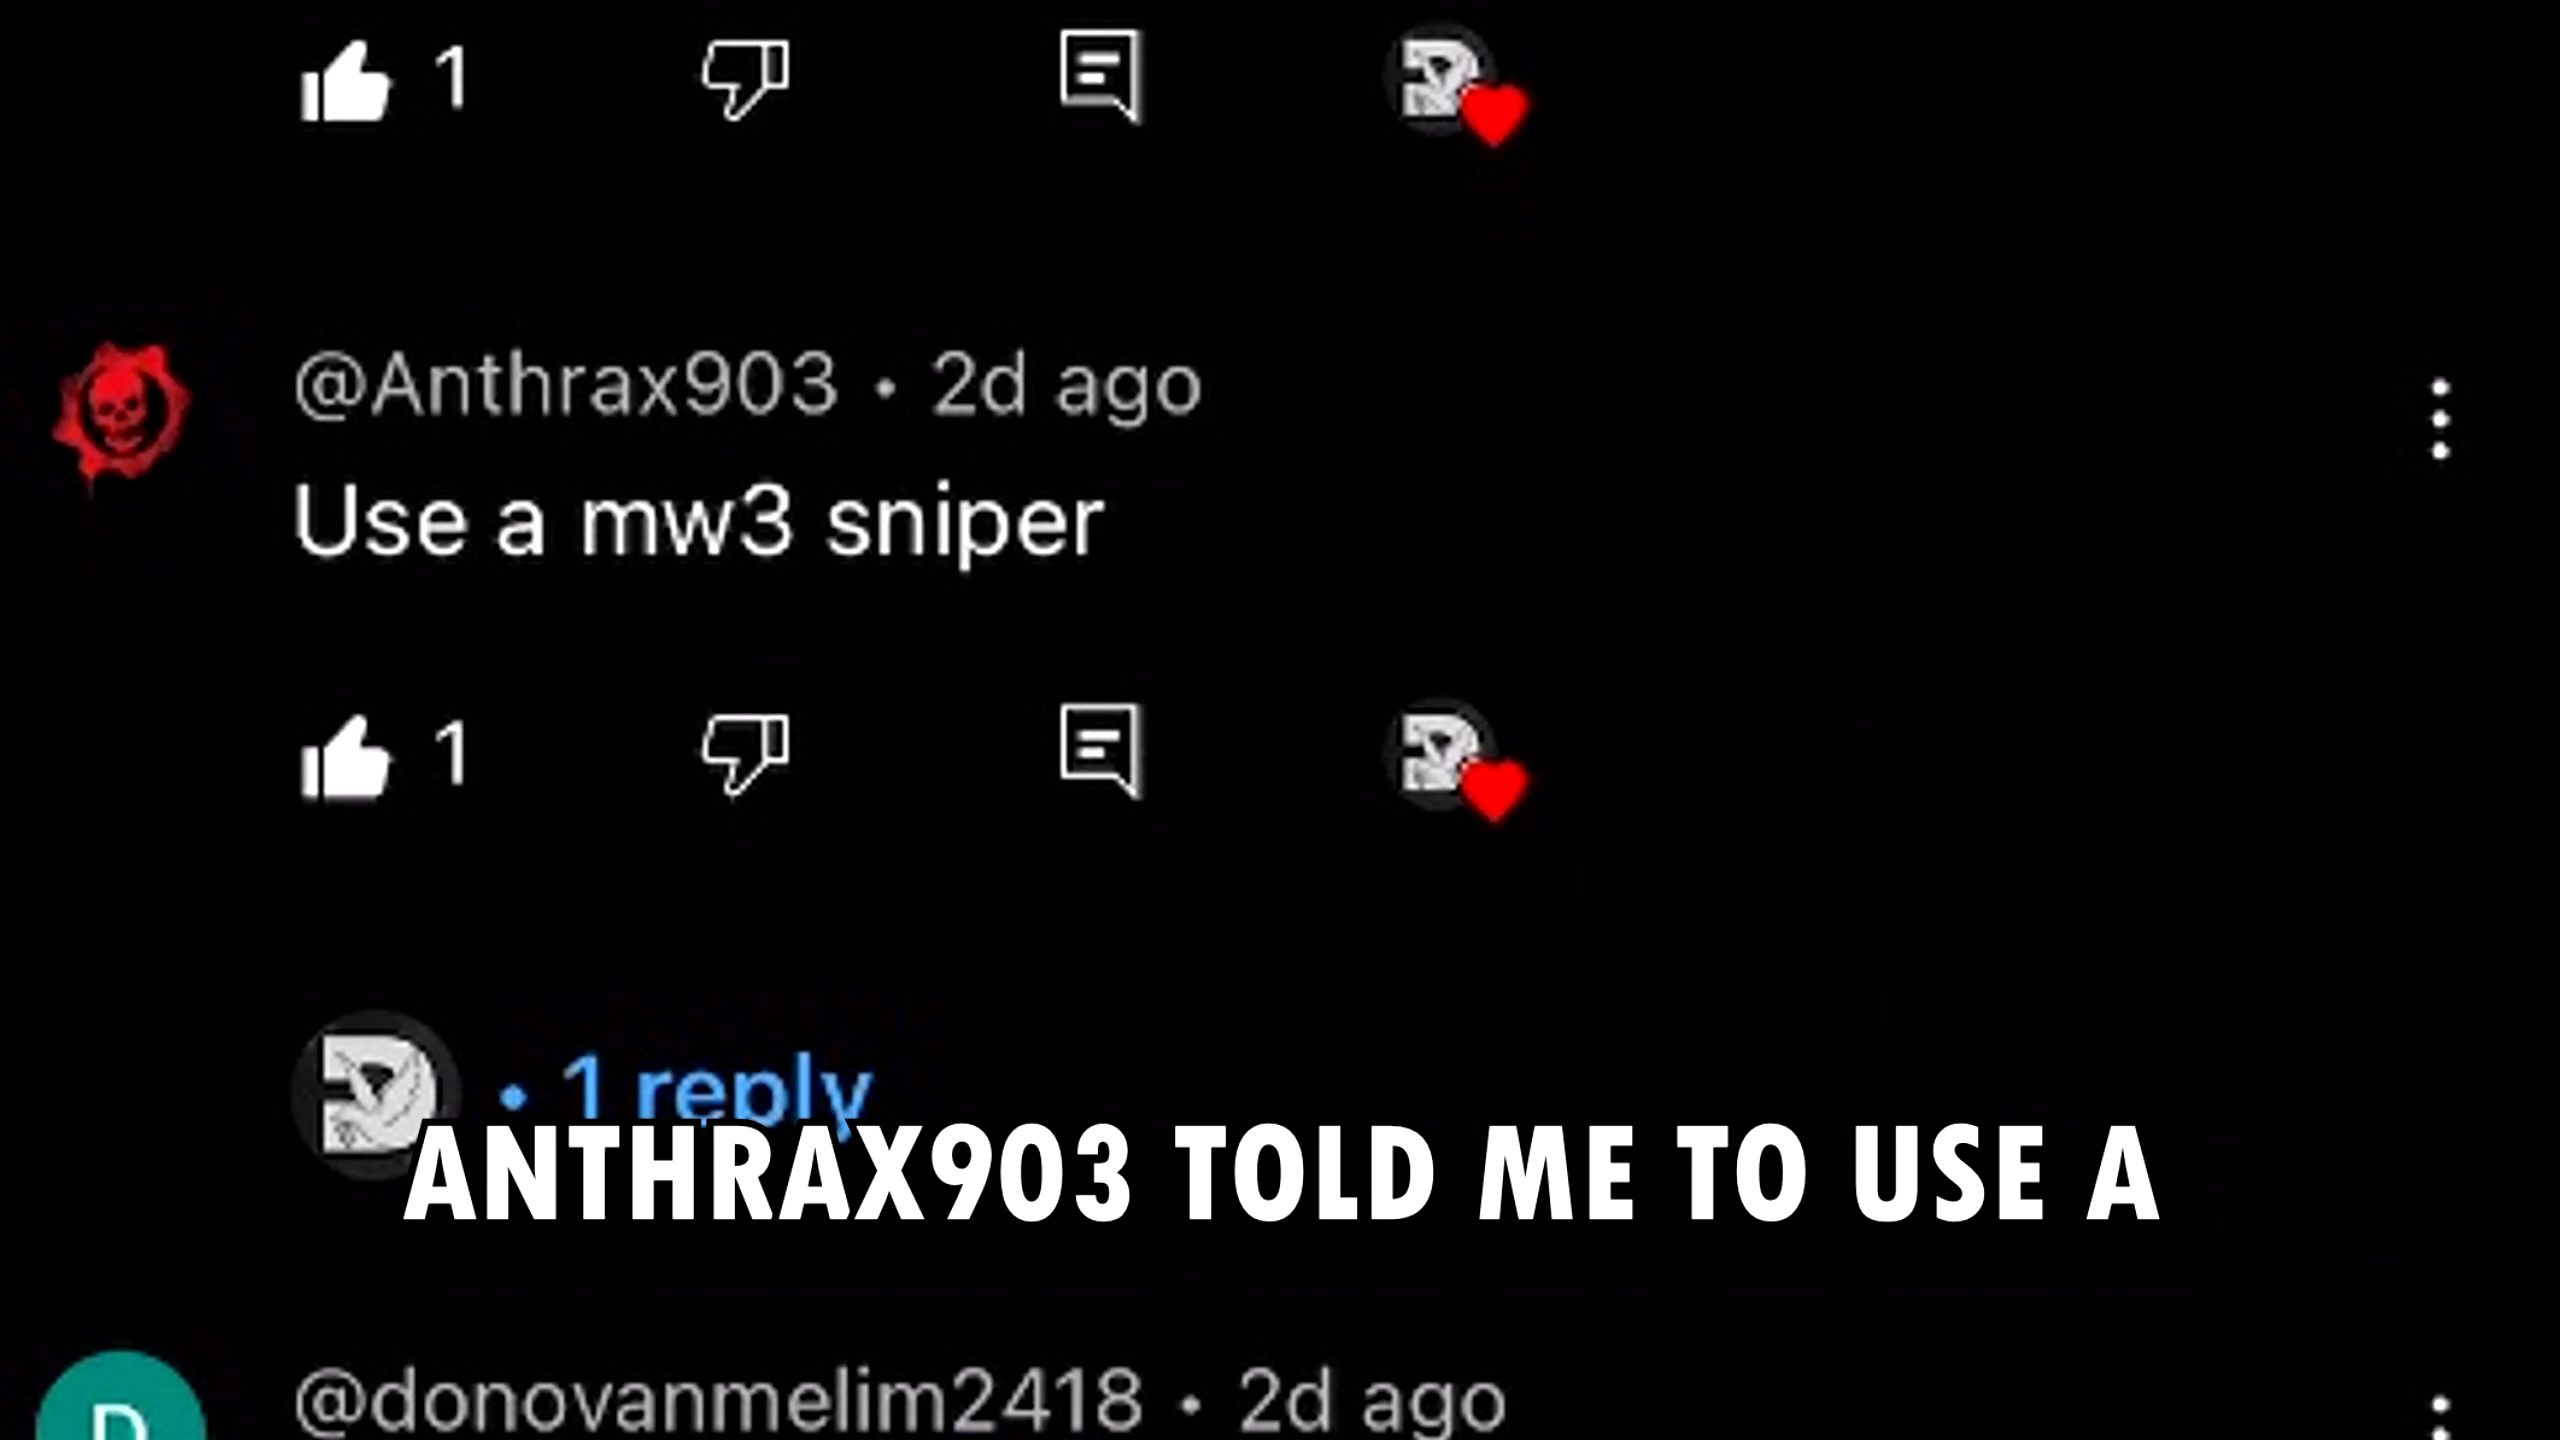 1
@Anthrax903 • 2d ago
Use a mw3 sniper
1
• 1 reply
ANTHRAX903 TOLD ME TO USE A
D
@donovanmelim2418 • 2d ago